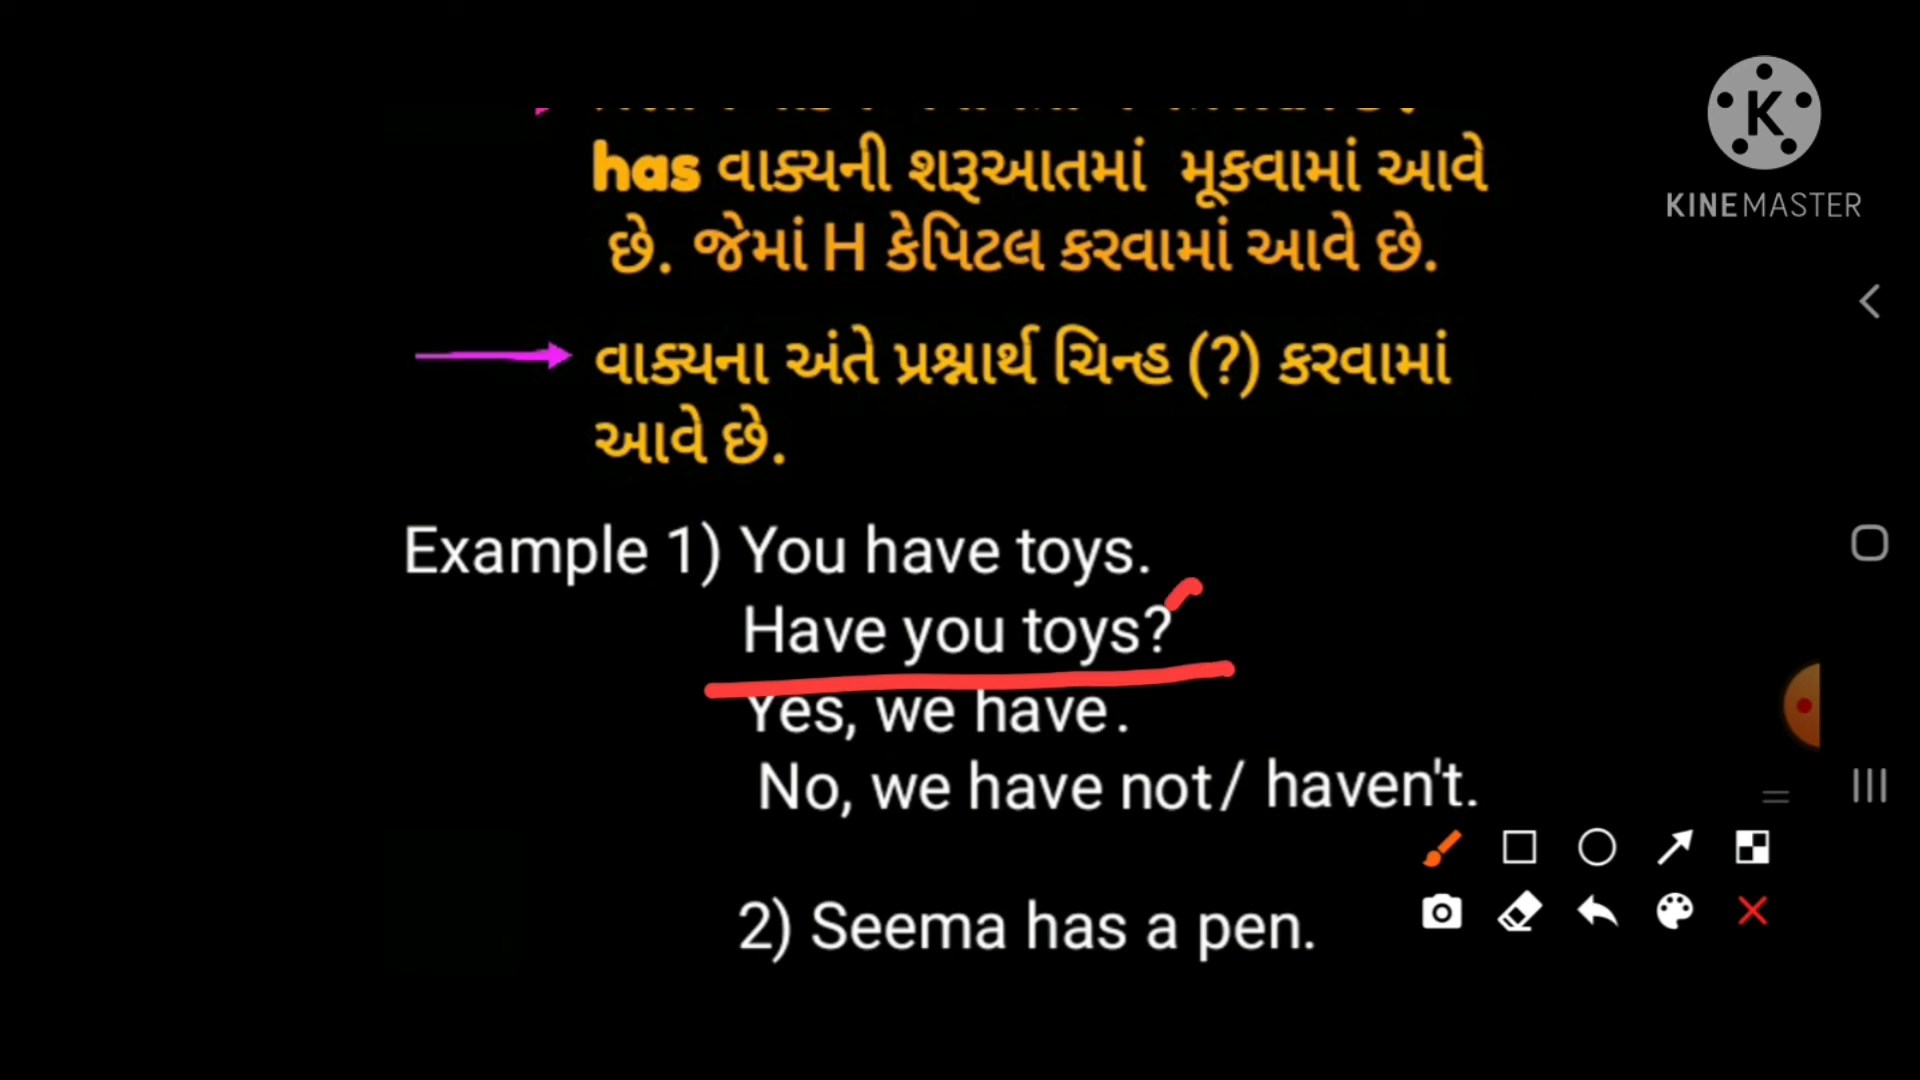 has વાક્યની શરૂઆતમાં મૂકવામાં આવે
છે. જેમાં H કેપિટલ કરવામાં આવે છે.
વાક્યના અંતે પ્રશ્નાર્થ ચિન્હ (?) કરવામાં
આવે છે.
Example 1) You have toys.
Have you toys?
Yes, we have.
No, we have not/ haven't.
2) Seema has a pen.
K
KINEMASTER